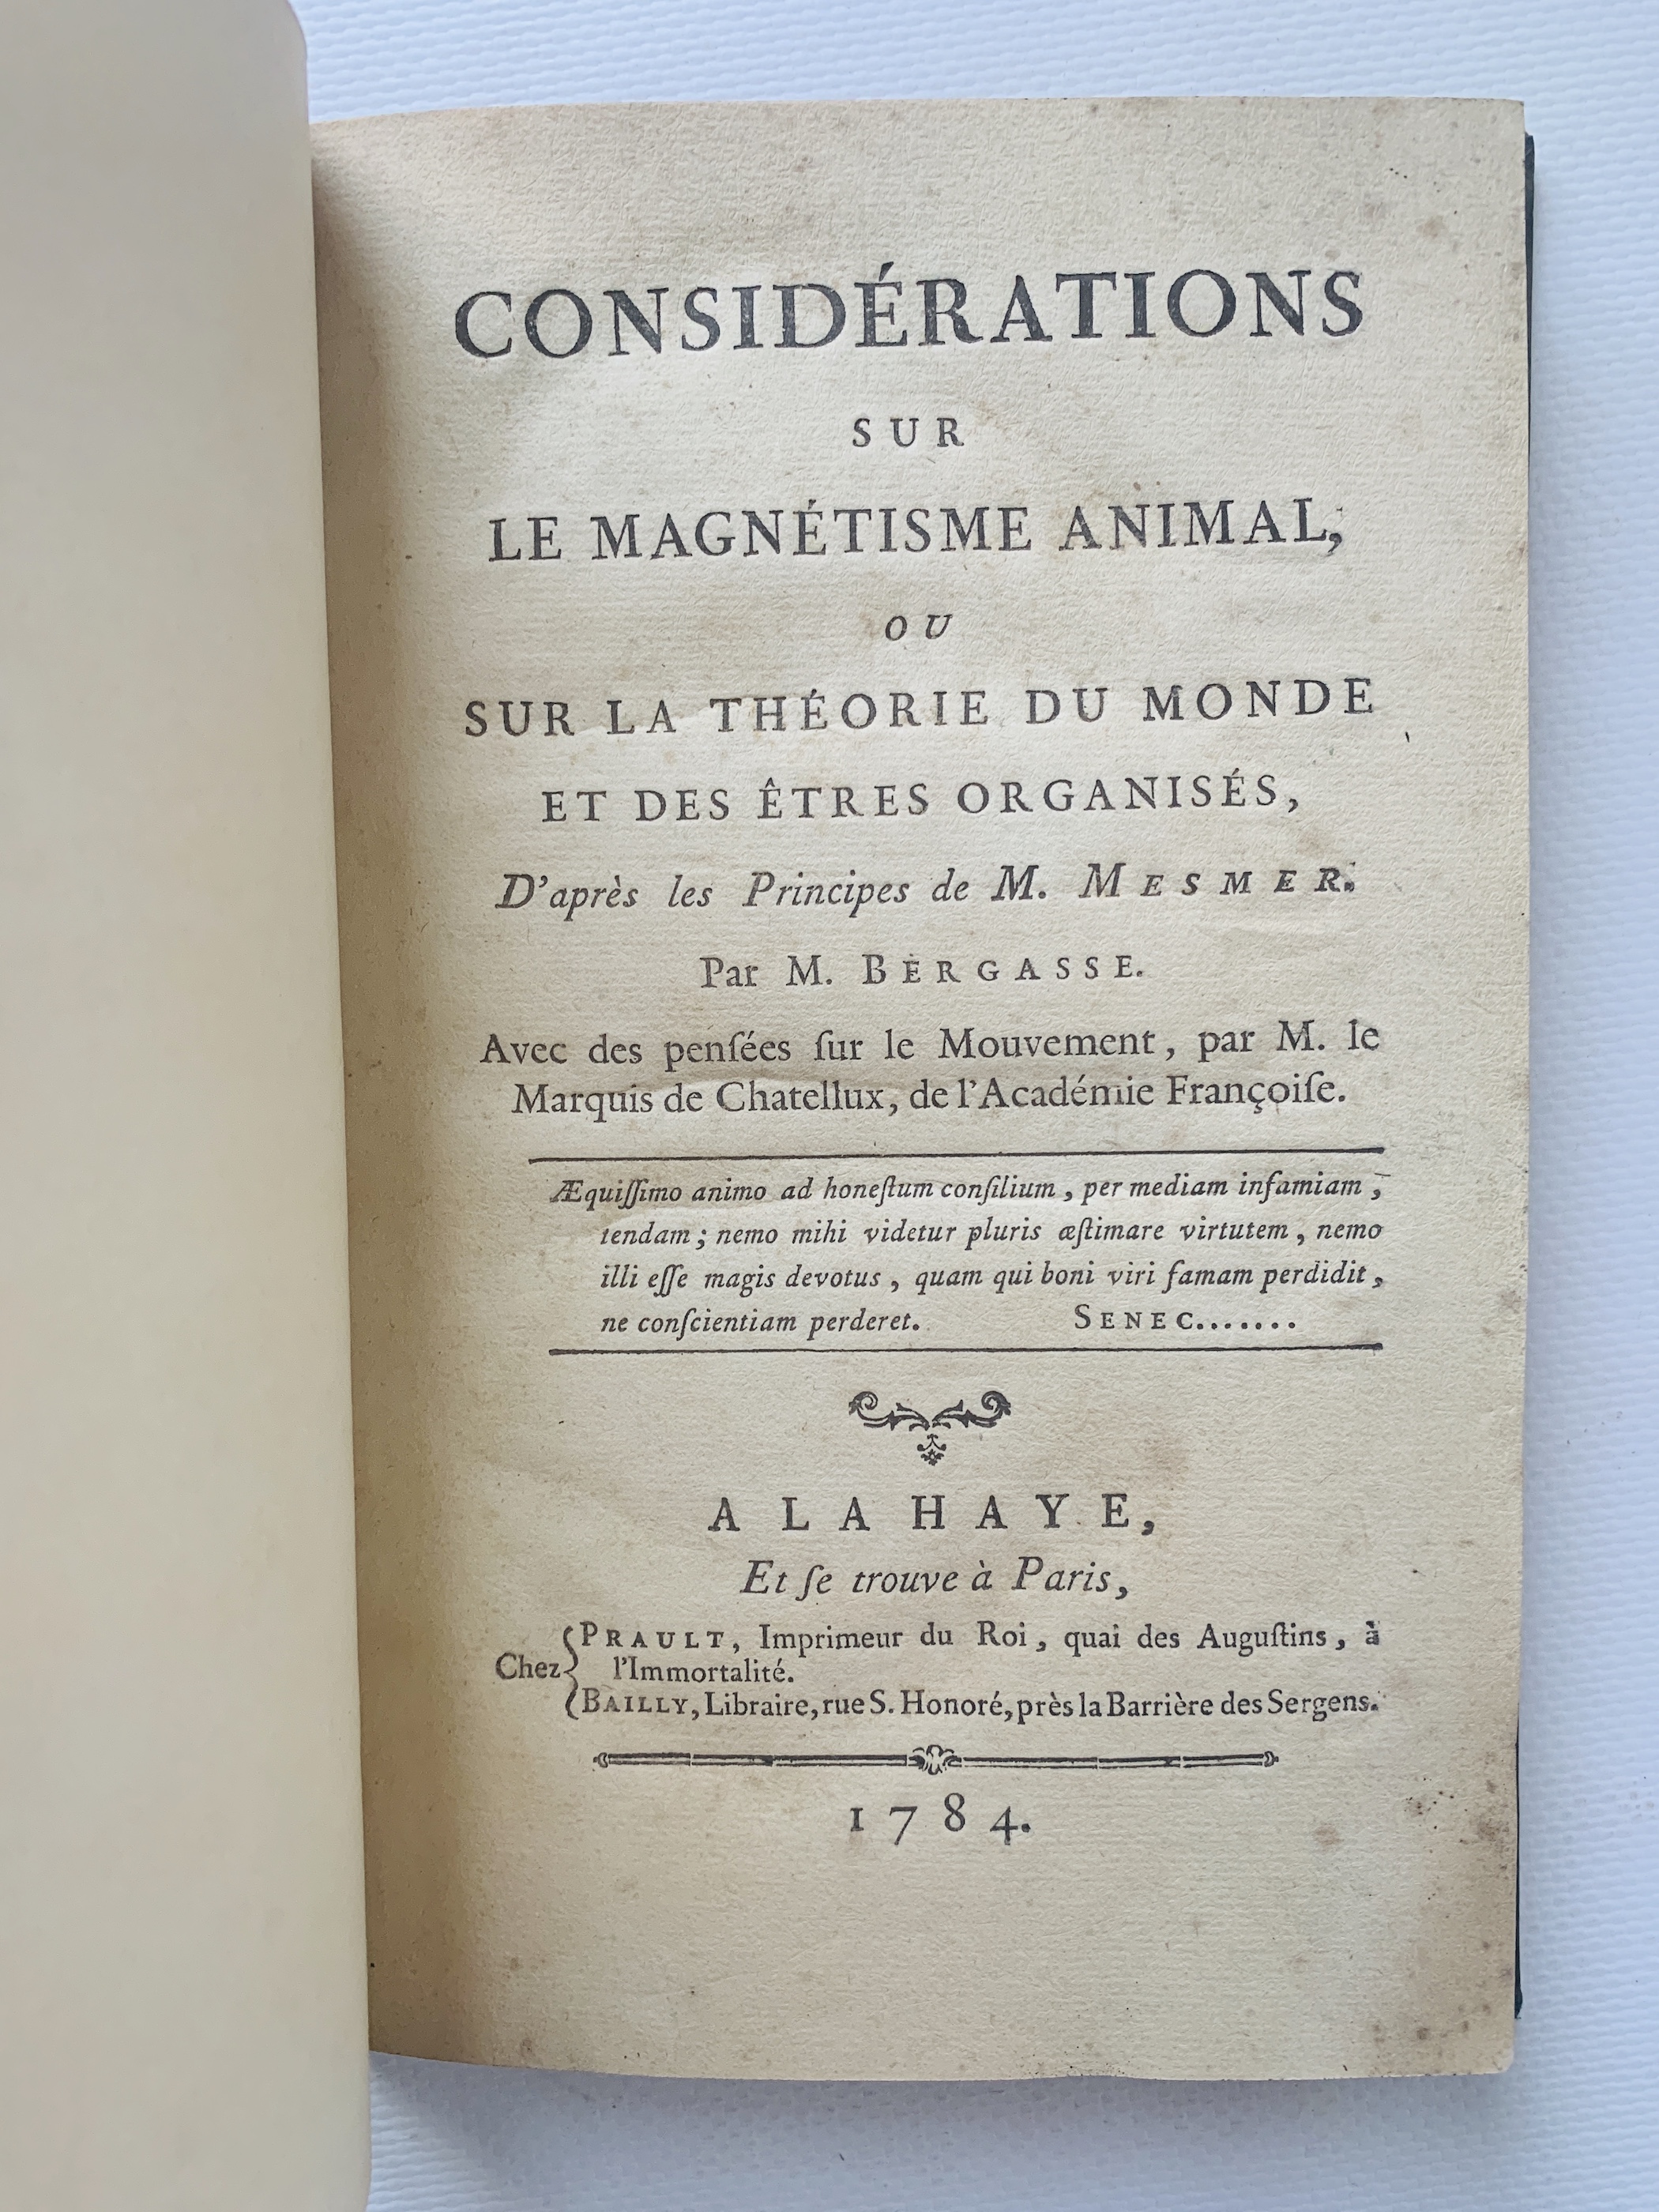 CONSIDÉRATIONS
SUR
LE MAGNÉTISME ANIMAL,
OU
SUR LA THÉORIE DU MONDE
ET DES ÊTRES ORGANISÉS,
D'après les Principes de M. MESMER.
Par M. BERGASSE.
Avec des penſées ſur le Mouvement, par M. le
Marquis de Chatellux, de l'Académie Françoiſe.
Æquiſſimo animo ad honeſtum conſilium, per mediam infamiam,
tendam; nemo mihi videtur pluris æſtimare virtutem, nemo
illi eſſe magis devotus, quam qui boni viri famam perdidit,
ne conſcientiam perderet. SENEC.......
A LA HAYE,
Et ſe trouve à Paris,
PRAULT, Imprimeur du Roi, quai des Auguſtins, à
Chez l'Immortalité.
BAILLY, Libraire, rue S. Honoré, près la Barrière des Sergens.
1784.